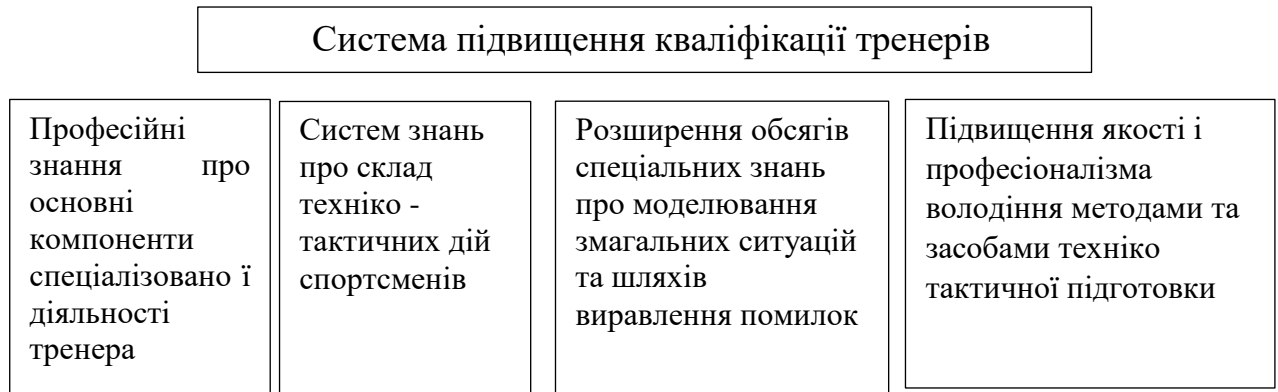 Система підвищення кваліфікації тренерів
Професійні
знання про
основні
компоненти
спеціалізовано ї
діяльності
тренера
Систем знань
про склад
техніко -
тактичних дій
спортсменів
Розширення обсягів
спеціальних знань
про моделювання
змагальних ситуацій
та шляхів
виравлення помилок
Підвищення якості і
професіоналізма
володіння методами та
засобами техніко
тактичної підготовки